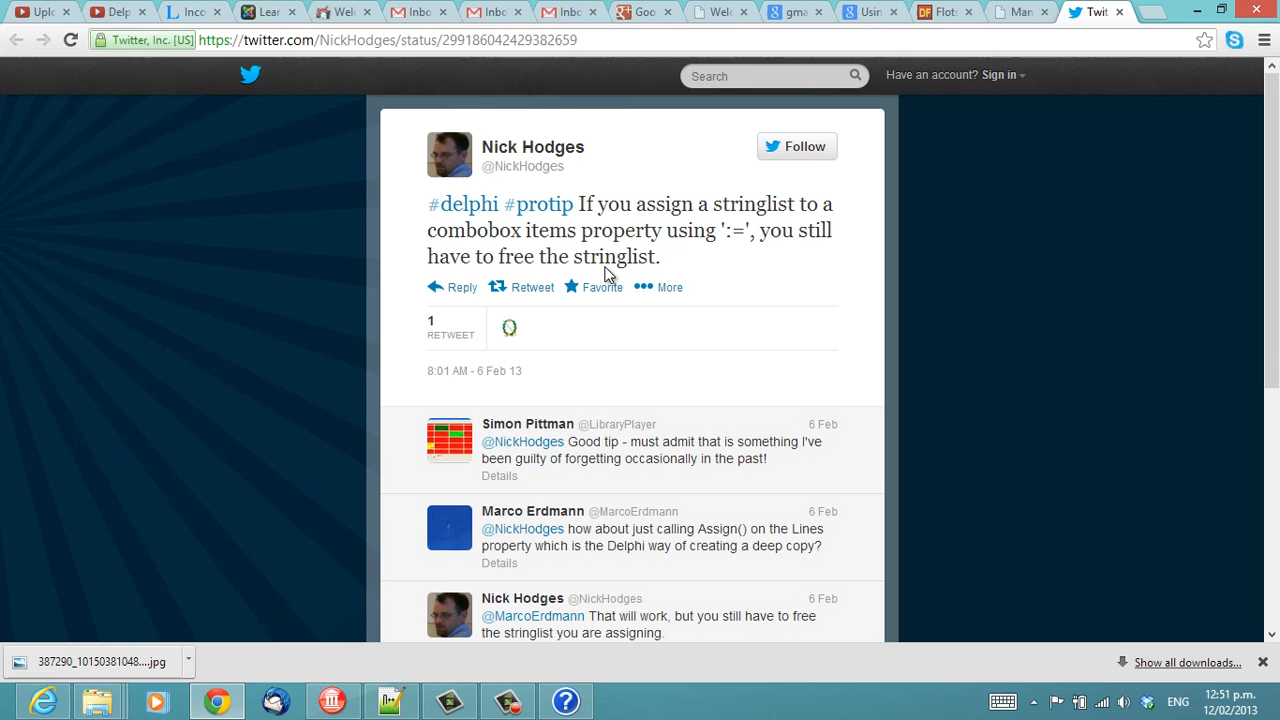 Uplo
Delp
Inco
Lear
Welc
Inbo
Inbo
Inbo
Goo
Welc
gma
Usin
Flots
Mar
Twit
Twitter, Inc. [US] https://twitter.com/NickHodges/status/299186042429382659
Search
Have an account? Sign in
Nick Hodges
@NickHodges
Follow
#delphi #protip If you assign a stringlist to a
combobox items property using ':=', you still
have to free the stringlist.
Reply Retweet Favorite More
1
RETWEET
8:01 AM - 6 Feb 13
Simon Pittman @LibraryPlayer 6 Feb
@NickHodges Good tip - must admit that is something I've
been guilty of forgetting occasionally in the past!
Details
Marco Erdmann @MarcoErdmann 6 Feb
@NickHodges how about just calling Assign() on the Lines
property which is the Delphi way of creating a deep copy?
Details
Nick Hodges @NickHodges 6 Feb
@MarcoErdmann That will work, but you still have to free
the stringlist you are assigning.
387290_10150381048....jpg
Show all downloads...
ENG
12:51 p.m.
12/02/2013